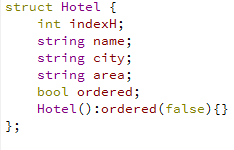 struct Hotel {
    int indexH;
    string name;
    string city;
    string area;
    bool ordered;
    Hotel():ordered(false){}
};